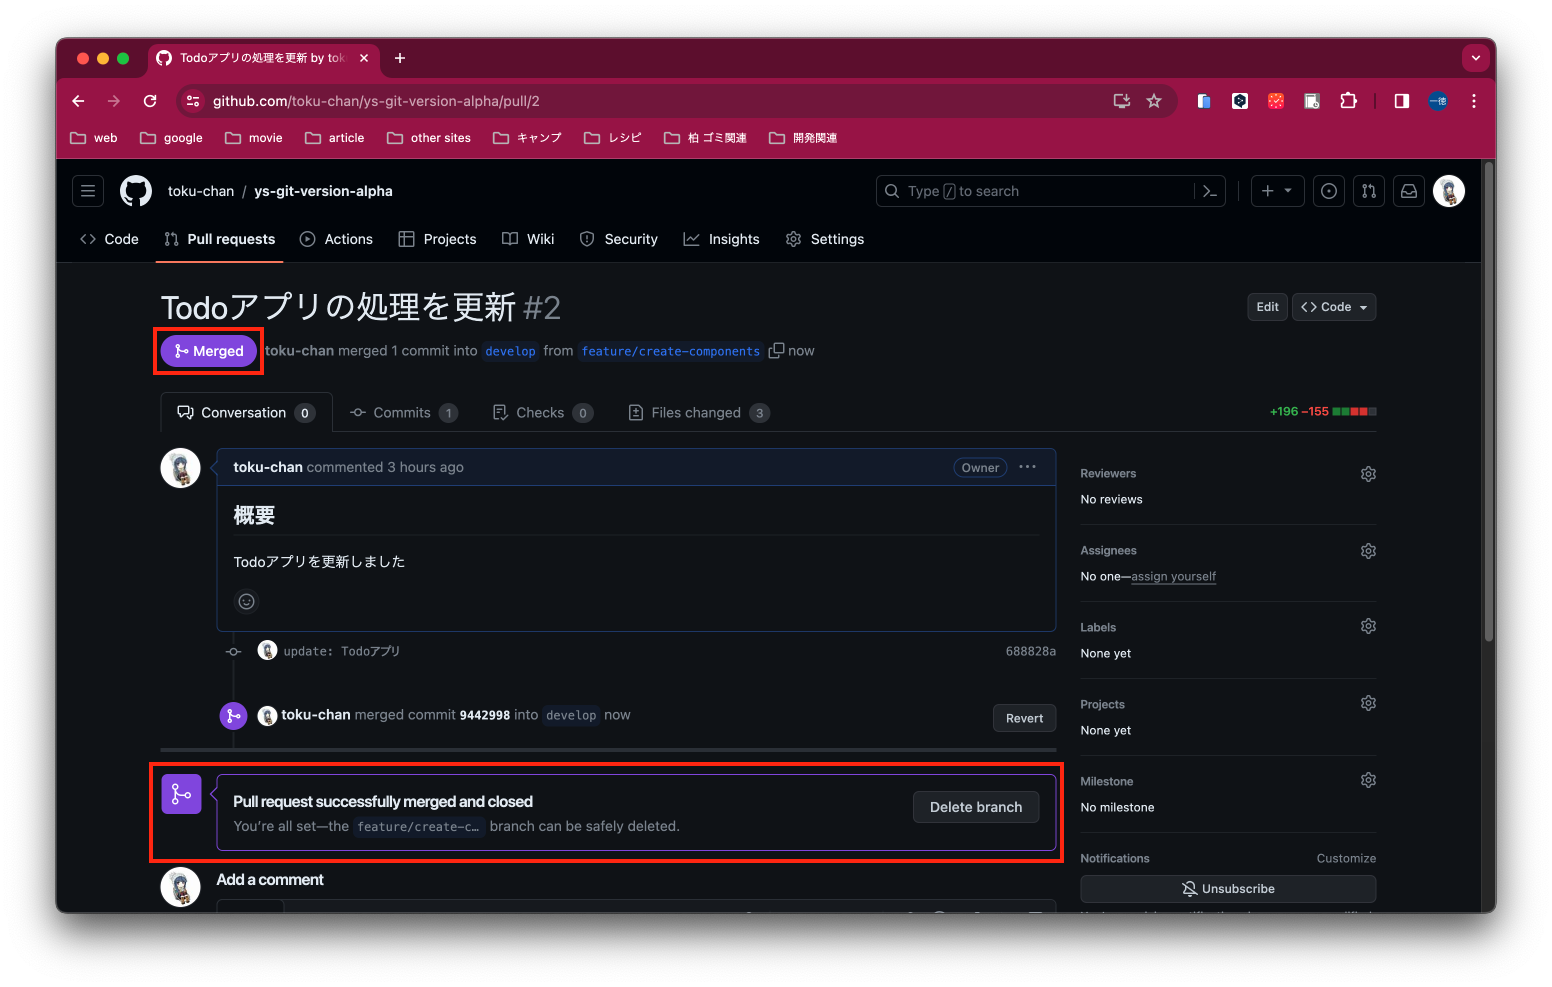 Todoアプリの処理を更新 by tok
github.com/toku-chan/ys-git-version-alpha/pull/2
web google movie article other sites キャンプ レシピ 柏 ゴミ関連 開発関連
toku-chan / ys-git-version-alpha Type / to search
Code Pull requests Actions Projects Wiki Security Insights Settings
Todoアプリの処理を更新 #2 Edit <> Code
Merged toku-chan merged 1 commit into develop from feature/create-components now
Conversation 0 Commits 1 Checks 0 Files changed 3 +196 −155
toku-chan commented 3 hours ago Owner ···
概要
Todoアプリを更新しました
update: Todoアプリ 688828a
toku-chan merged commit 9442998 into develop now Revert
Pull request successfully merged and closed
You're all set—the feature/create-c… branch can be safely deleted.
Delete branch
Add a comment
Reviewers
No reviews
Assignees
No one—assign yourself
Labels
None yet
Projects
None yet
Milestone
No milestone
Notifications Customize
Unsubscribe